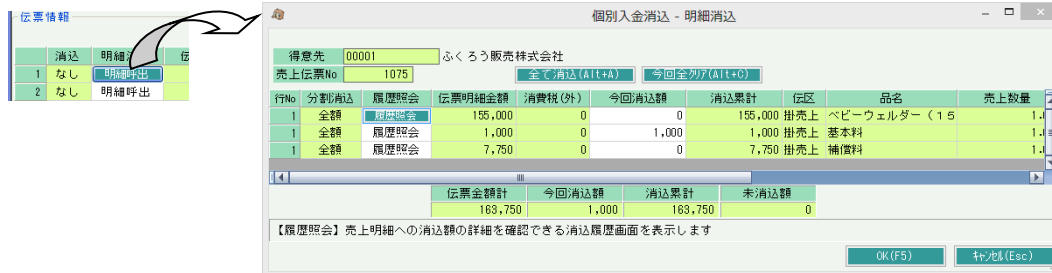 伝票情報
消込 明細
1 なし 明細呼出
2 なし 明細呼出
個別入金消込 - 明細消込
得意先 00001 ふくろう販売株式会社
売上伝票No 1075 全て消込(Alt+A) 今回全クリア(Alt+C)
行No 分割消込 履歴照会 伝票明細金額 消費税(外) 今回消込額 消込累計 伝区 品名 売上数量
1 全額 履歴照会 155,000 0 0 155,000 掛売上 ベビーウェルダー（１５ 1.
1 全額 履歴照会 1,000 0 1,000 1,000 掛売上 基本料 1.
1 全額 履歴照会 7,750 0 0 7,750 掛売上 補償料 1.
伝票金額計 今回消込額 消込累計 未消込額
163,750 1,000 163,750 0
【履歴照会】売上明細への消込額の詳細を確認できる消込履歴画面を表示します
OK(F5) キャンセル(Esc)